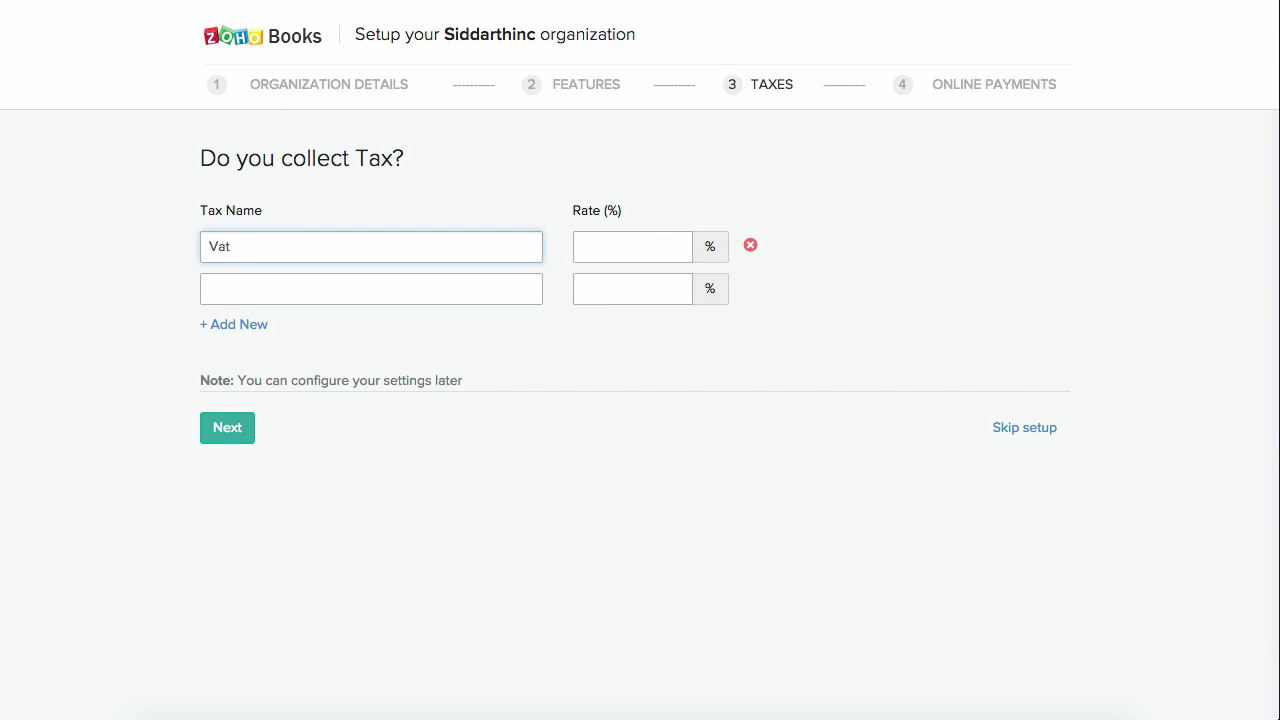 ZOHO Books Setup your Siddarthinc organization
1 ORGANIZATION DETAILS ---------- 2 FEATURES ---------- 3 TAXES ---------- 4 ONLINE PAYMENTS
Do you collect Tax?
Tax Name Rate (%)
Vat %
%
+ Add New
Note: You can configure your settings later
Next Skip setup